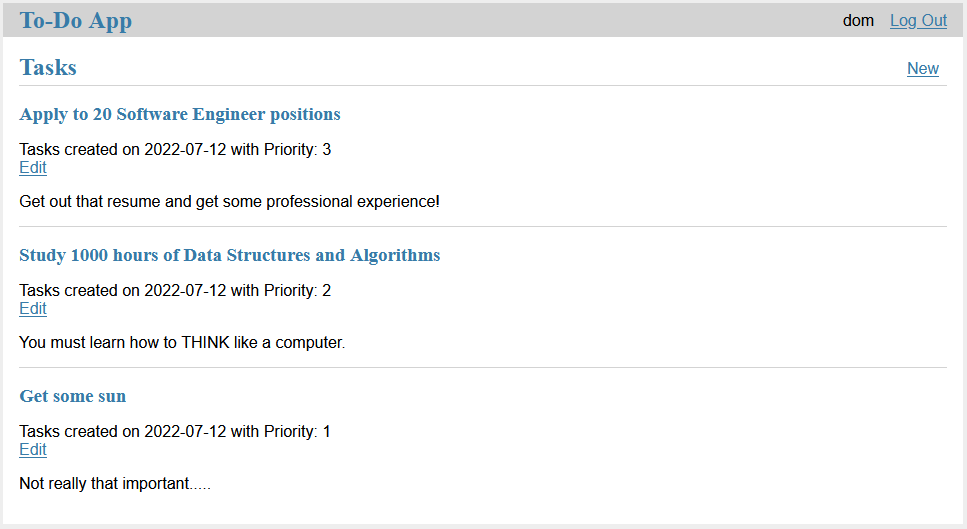 To-Do App
dom Log Out
Tasks
New
Apply to 20 Software Engineer positions
Tasks created on 2022-07-12 with Priority: 3
Edit
Get out that resume and get some professional experience!
Study 1000 hours of Data Structures and Algorithms
Tasks created on 2022-07-12 with Priority: 2
Edit
You must learn how to THINK like a computer.
Get some sun
Tasks created on 2022-07-12 with Priority: 1
Edit
Not really that important.....